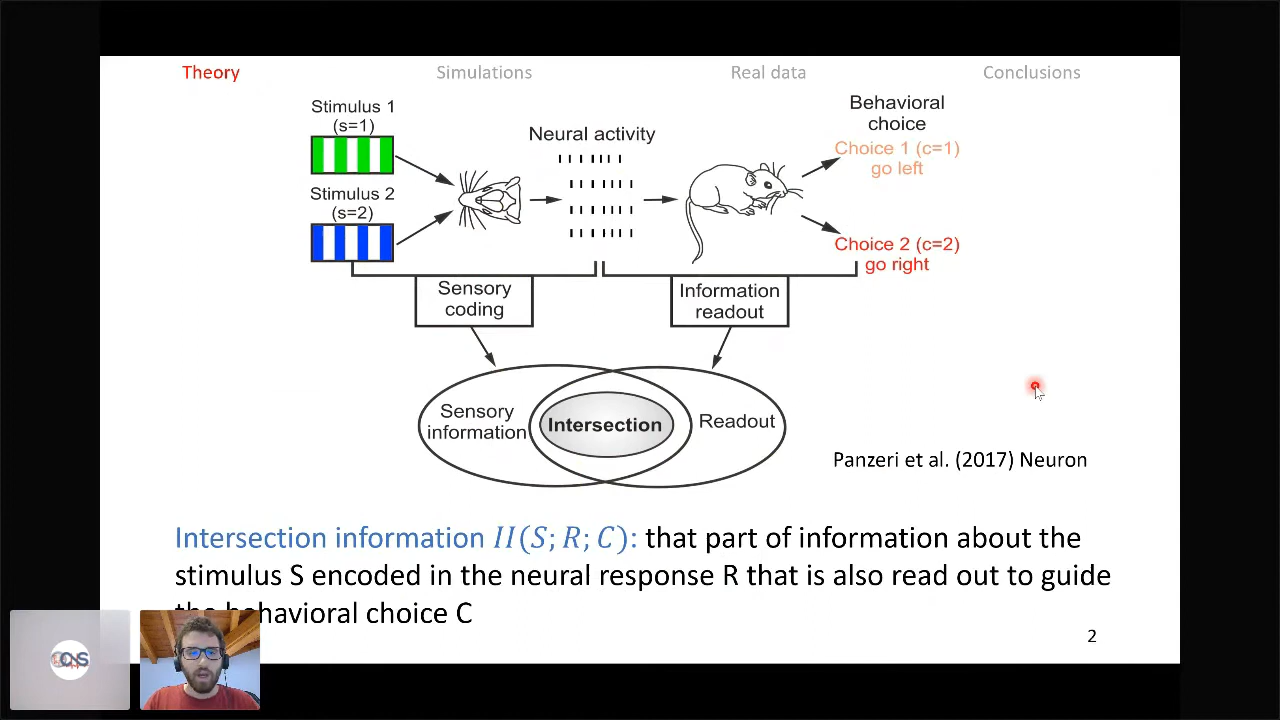 Theory Simulations Real data Conclusions
Stimulus 1
(s=1)
Stimulus 2
(s=2)
Neural activity
Behavioral
choice
Choice 1 (c=1)
go left
Choice 2 (c=2)
go right
Sensory
coding
Information
readout
Sensory
information
Intersection
Readout
Panzeri et al. (2017) Neuron
Intersection information II(S; R; C): that part of information about the
stimulus S encoded in the neural response R that is also read out to guide
the behavioral choice C
2